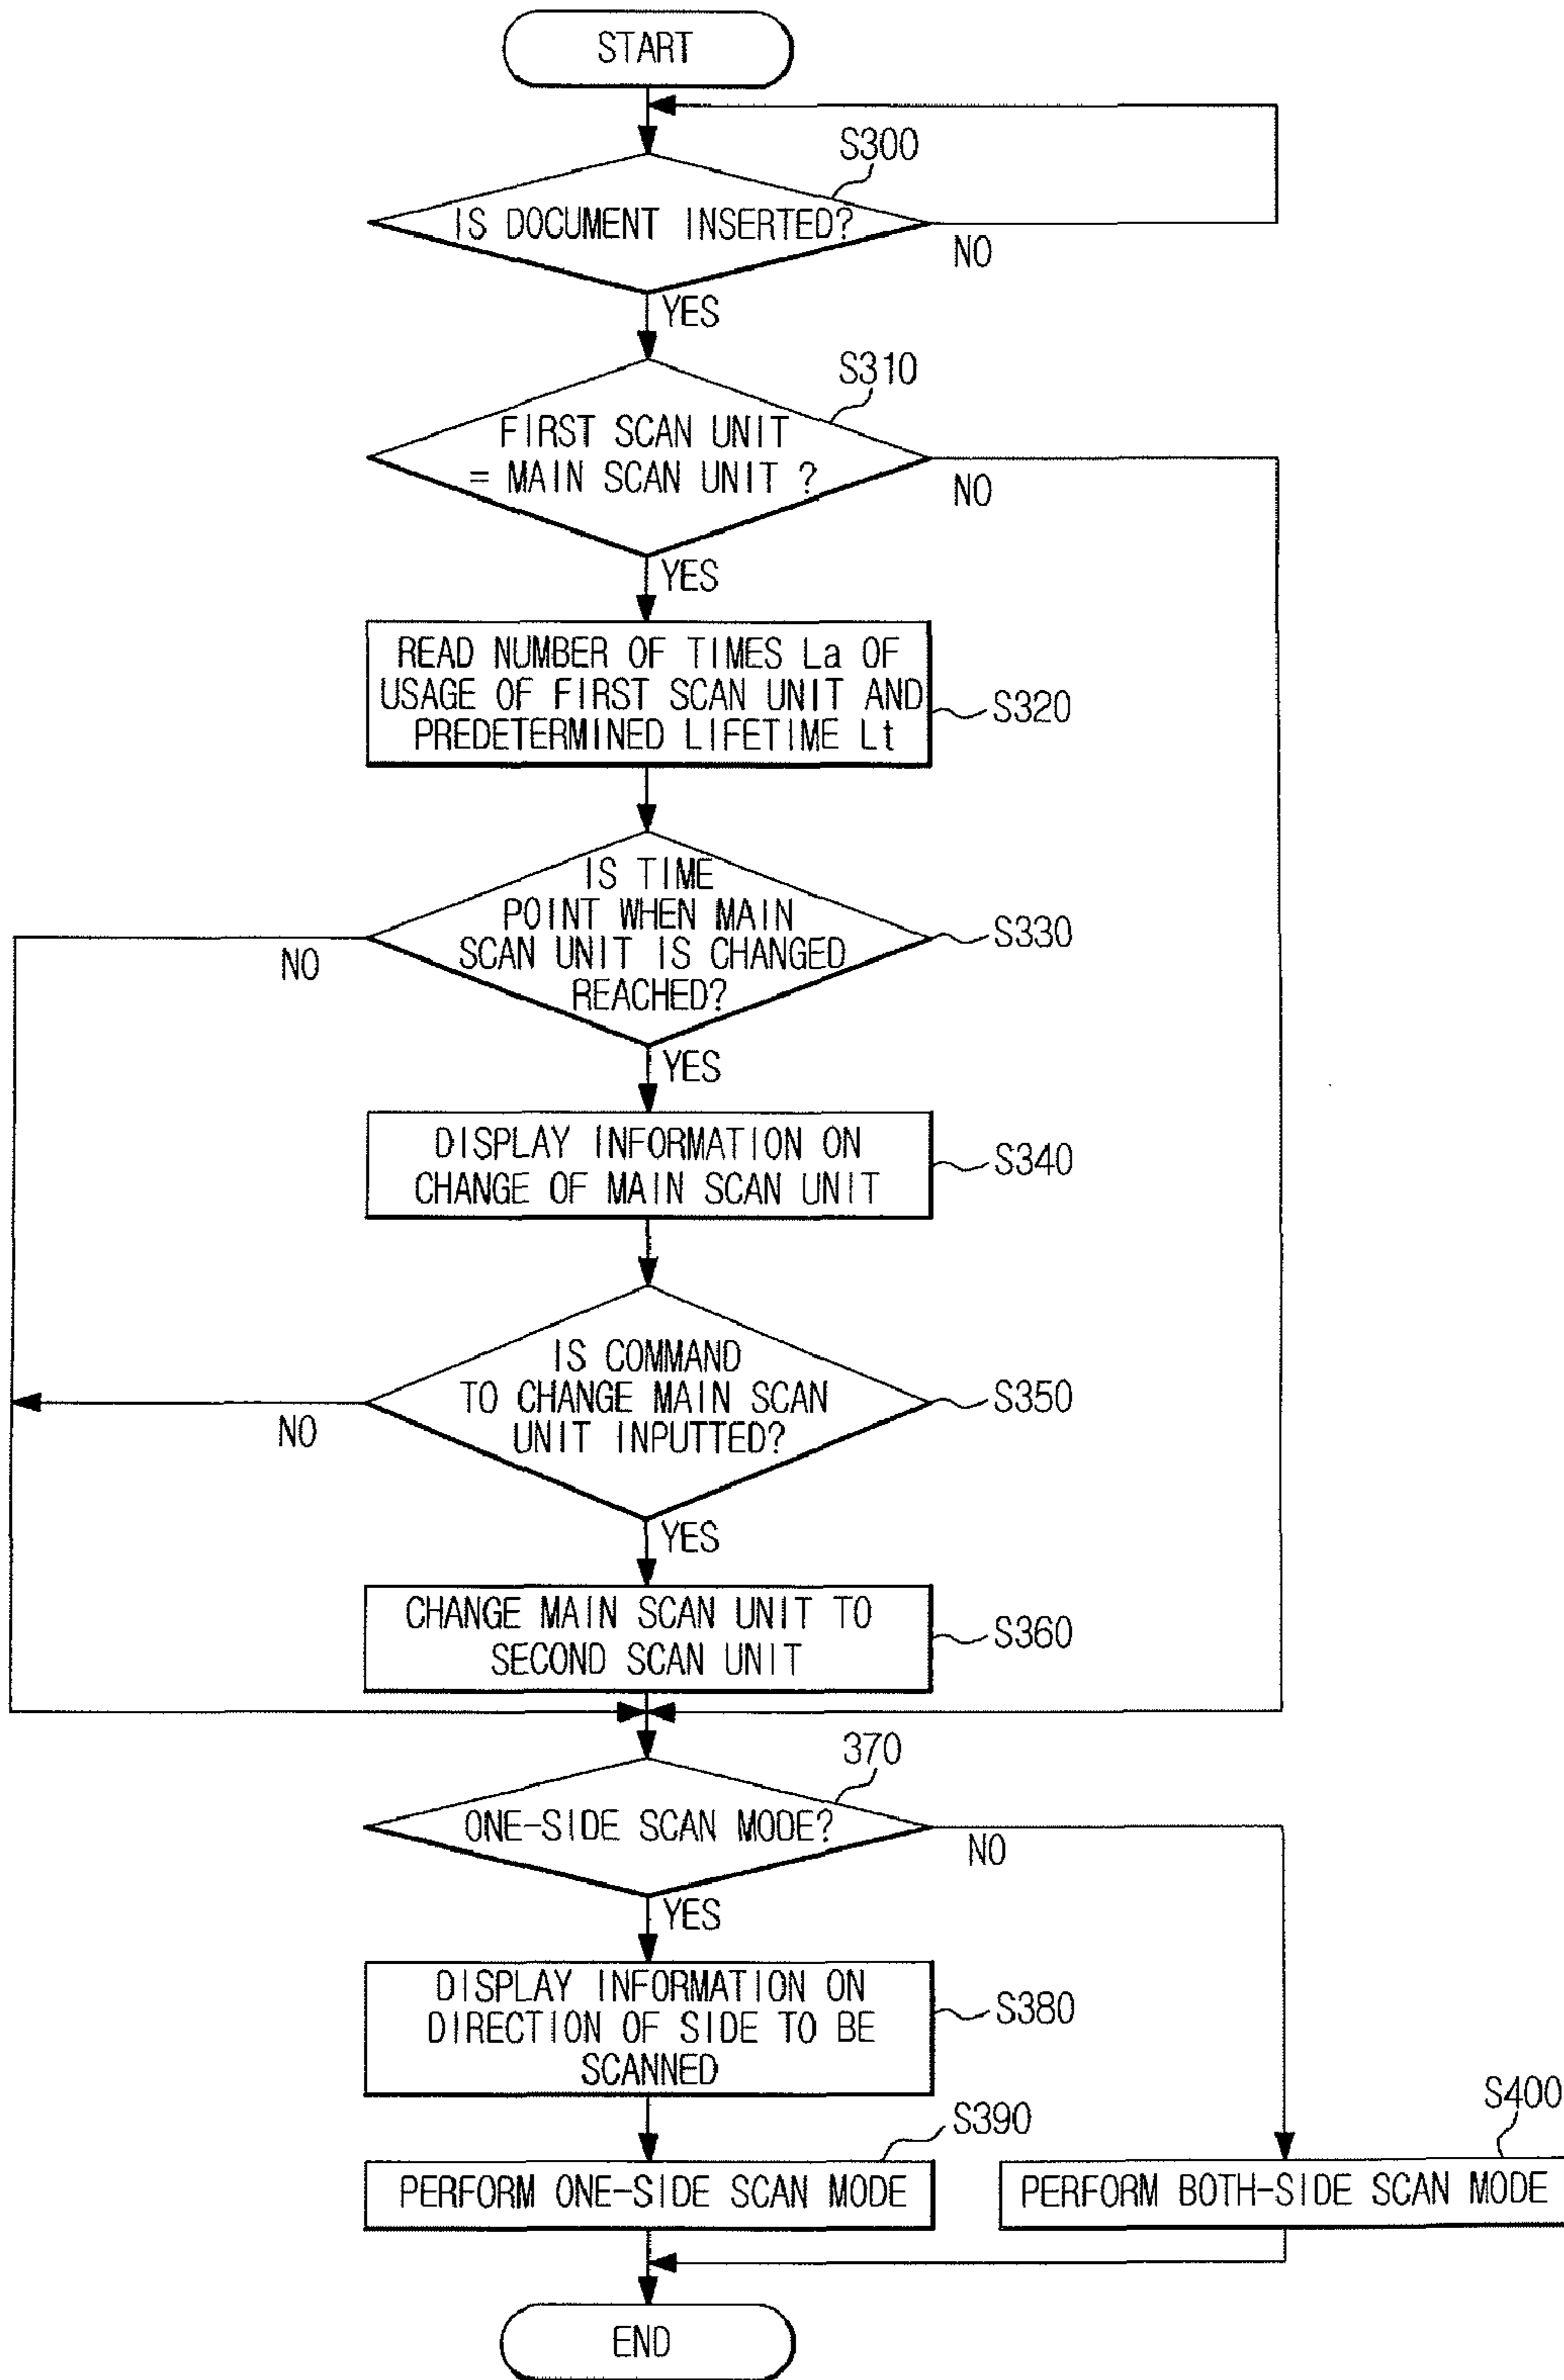 START
S300
IS DOCUMENT INSERTED?
NO
YES
S310
FIRST SCAN UNIT
= MAIN SCAN UNIT ?
NO
YES
READ NUMBER OF TIMES La OF
USAGE OF FIRST SCAN UNIT AND
PREDETERMINED LIFETIME Lt
S320
IS TIME
POINT WHEN MAIN
SCAN UNIT IS CHANGED
REACHED?
S330
NO
YES
DISPLAY INFORMATION ON
CHANGE OF MAIN SCAN UNIT
S340
IS COMMAND
TO CHANGE MAIN SCAN
UNIT INPUTTED?
S350
NO
YES
CHANGE MAIN SCAN UNIT TO
SECOND SCAN UNIT
S360
370
ONE-SIDE SCAN MODE?
NO
YES
DISPLAY INFORMATION ON
DIRECTION OF SIDE TO BE
SCANNED
S380
S390
S400
PERFORM ONE-SIDE SCAN MODE
PERFORM BOTH-SIDE SCAN MODE
END